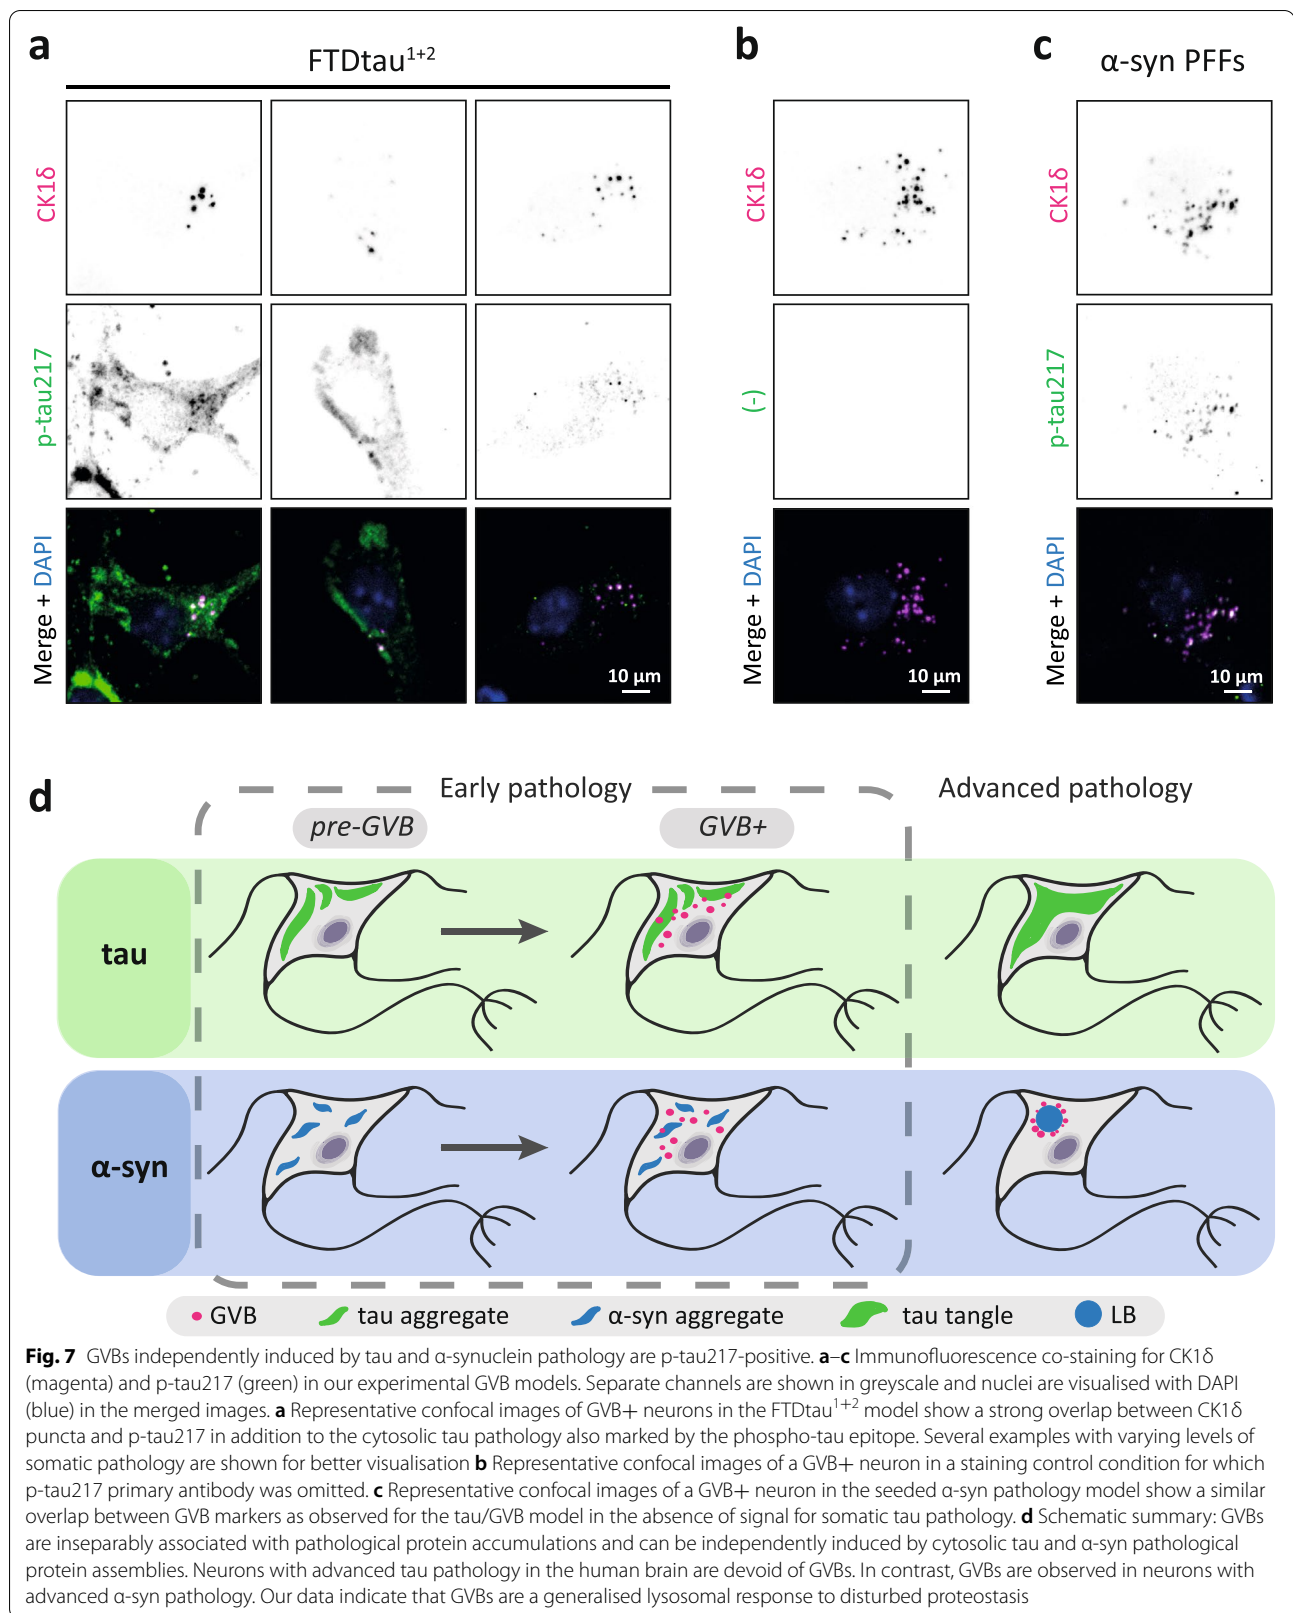 a
FTDtau1+2
b
c
α-syn PFFs
CK1δ
CK1δ
CK1δ
p-tau217
(-)
p-tau217
Merge + DAPI
10 µm
Merge + DAPI
10 µm
Merge + DAPI
10 µm
d
Early pathology
Advanced pathology
pre-GVB
GVB+
tau
α-syn
GVB
tau aggregate
α-syn aggregate
tau tangle
LB
Fig. 7 GVBs independently induced by tau and α-synuclein pathology are p-tau217-positive. a–c Immunofluorescence co-staining for CK1δ
(magenta) and p-tau217 (green) in our experimental GVB models. Separate channels are shown in greyscale and nuclei are visualised with DAPI
(blue) in the merged images. a Representative confocal images of GVB+ neurons in the FTDtau1+2 model show a strong overlap between CK1δ
puncta and p-tau217 in addition to the cytosolic tau pathology also marked by the phospho-tau epitope. Several examples with varying levels of
somatic pathology are shown for better visualisation b Representative confocal images of a GVB+ neuron in a staining control condition for which
p-tau217 primary antibody was omitted. c Representative confocal images of a GVB+ neuron in the seeded α-syn pathology model show a similar
overlap between GVB markers as observed for the tau/GVB model in the absence of signal for somatic tau pathology. d Schematic summary: GVBs
are inseparably associated with pathological protein accumulations and can be independently induced by cytosolic tau and α-syn pathological
protein assemblies. Neurons with advanced tau pathology in the human brain are devoid of GVBs. In contrast, GVBs are observed in neurons with
advanced α-syn pathology. Our data indicate that GVBs are a generalised lysosomal response to disturbed proteostasis